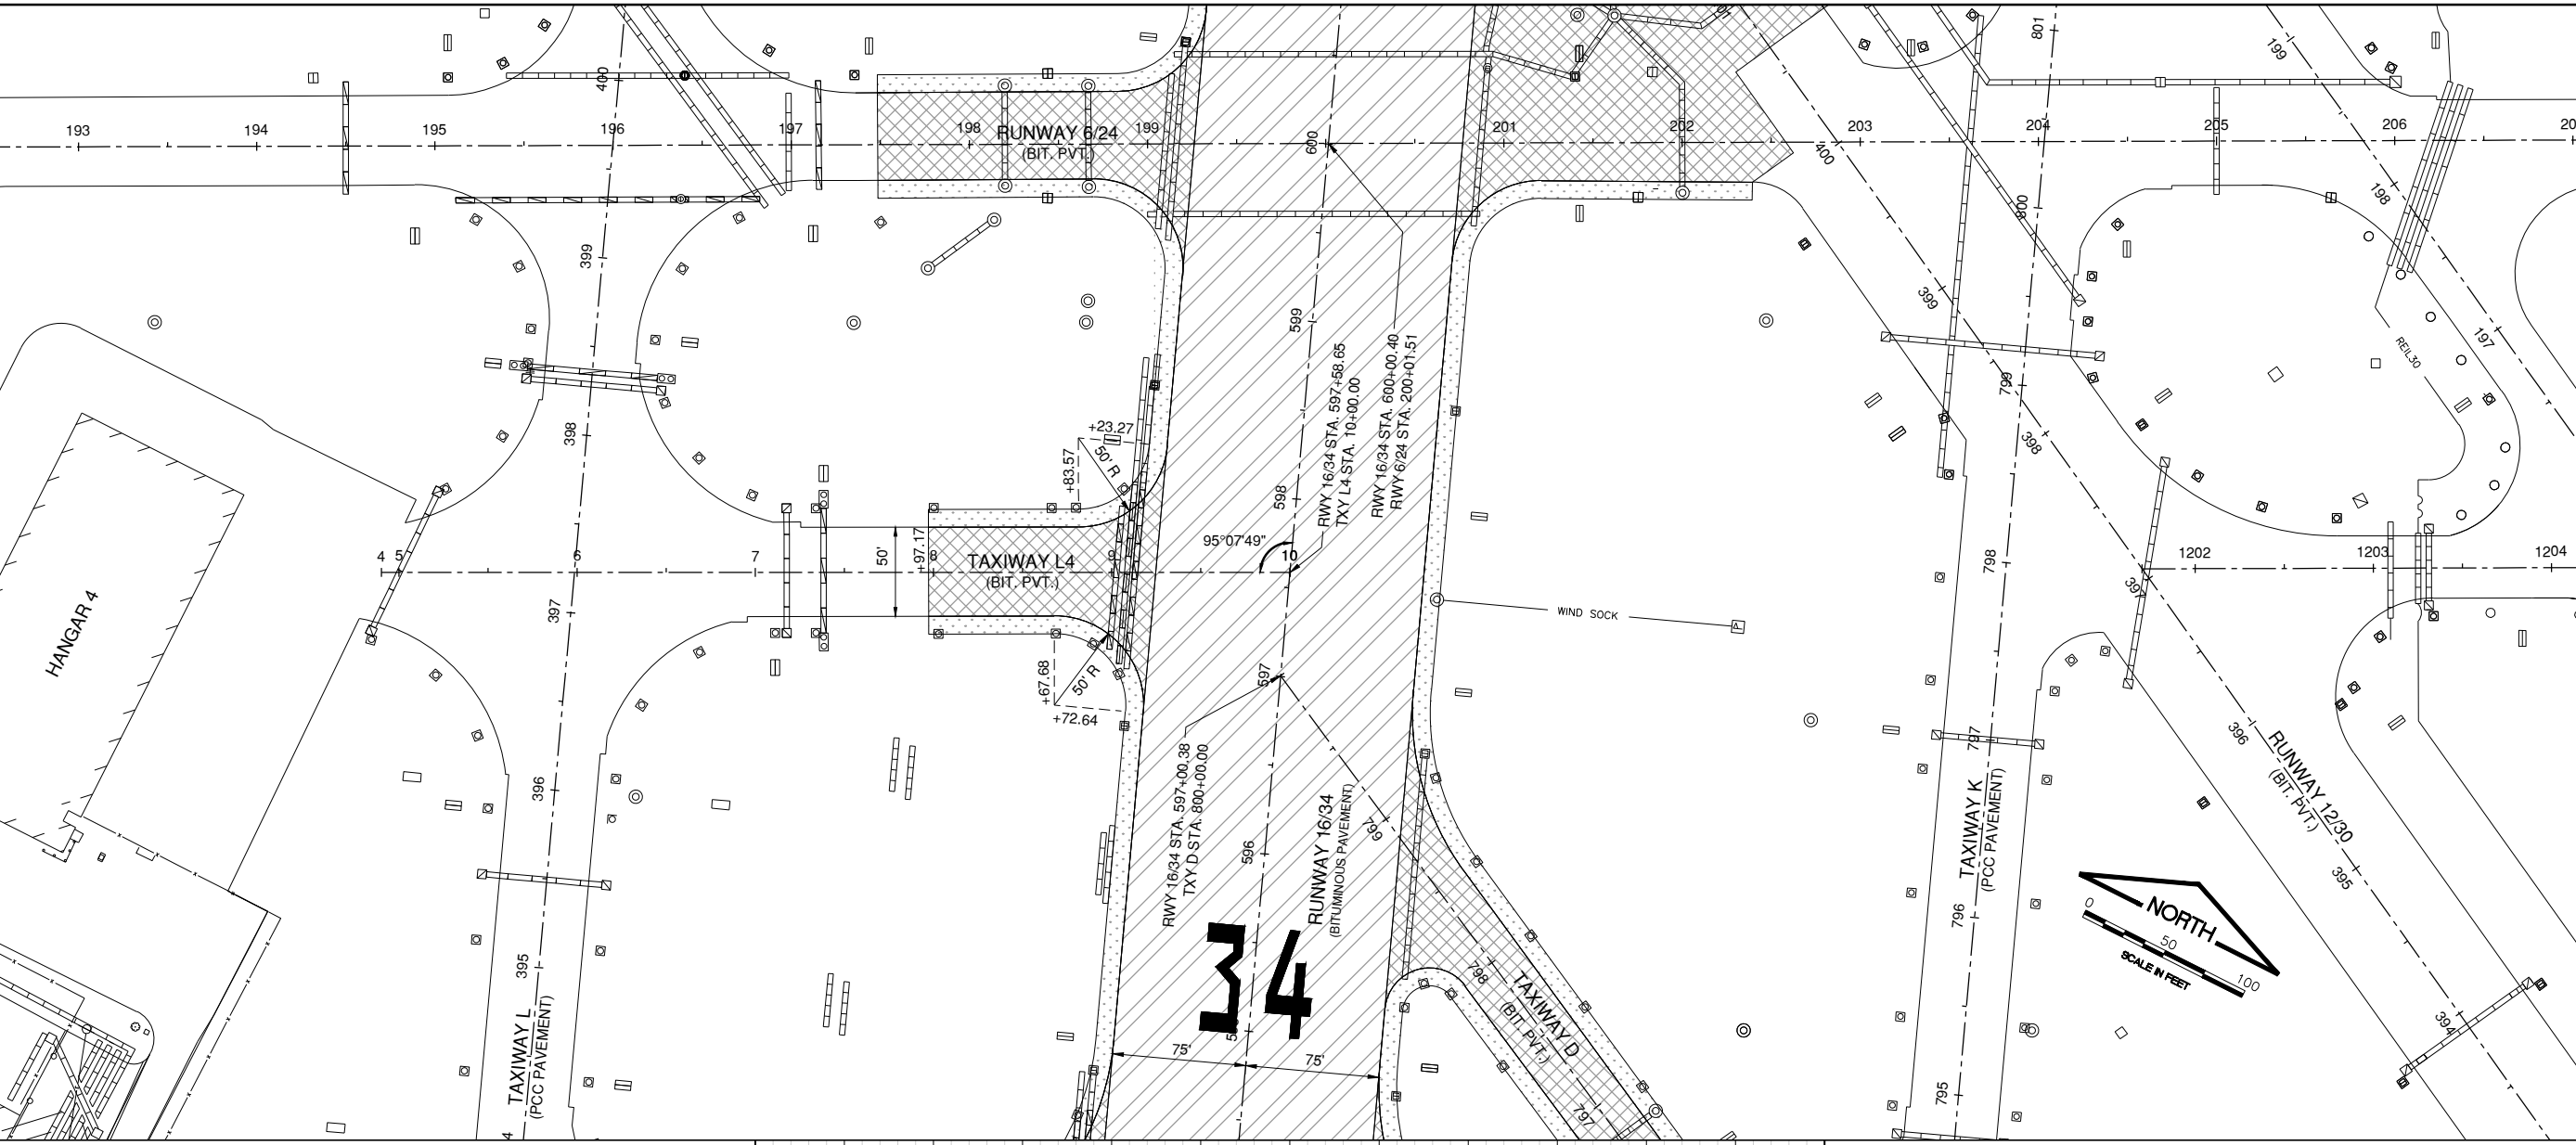 193
194
195
196
197
198
RUNWAY 6/24
(BIT. PVT.)
199
201
202
203
204
205
206
20
400
399
398
397
396
395
4
TAXIWAY L
(PCC PAVEMENT)
HANGAR 4
4
5
6
7
8
9
10
50'
+97.17
TAXIWAY L4
(BIT. PVT.)
+23.27
+83.57
50' R
+67.68
50' R
+72.64
95°07'49"
600
599
598
597
596
RWY 16/34 STA. 597+58.65
TXY L4 STA. 10+00.00
RWY 16/34 STA. 600+00.40
RWY 6/24 STA. 200+01.51
RWY 16/34 STA. 597+00.38
TXY D STA. 800+00.00
RUNWAY 16/34
(BITUMINOUS PAVEMENT)
34
75'
75'
WIND SOCK
799
798
797
TAXIWAY D
(BIT. PVT.)
801
800
799
798
797
796
795
TAXIWAY K
(PCC PAVEMENT)
400
399
398
397
396
395
394
RUNWAY 12/30
(BIT. PVT.)
199
198
197
REIL30
1202
1203
1204
NORTH
0
50
100
SCALE IN FEET